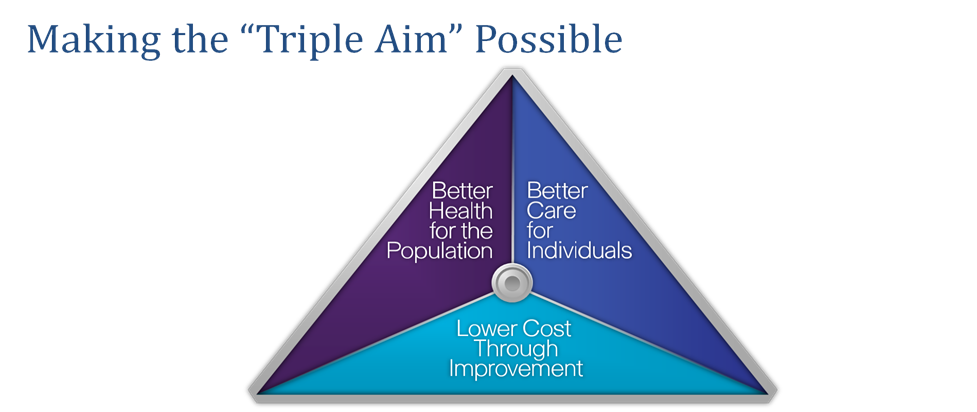 Making the “Triple Aim” Possible
Better
Health
for the
Population
Better
Care
for
Individuals
Lower Cost
Through
Improvement